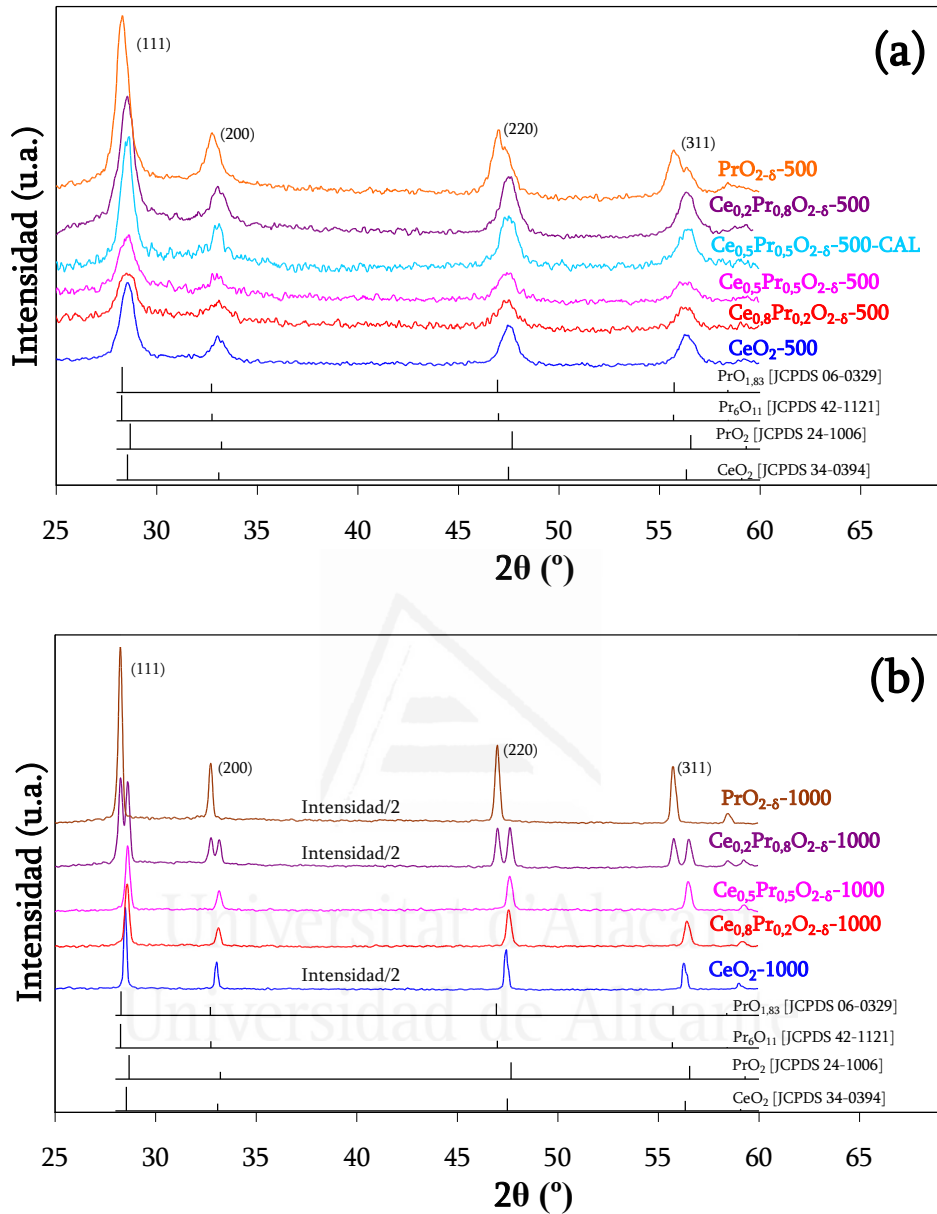 (a)
(111)
(200)
(220)
(311)
PrO₂₋δ-500
Ce₀,₂Pr₀,₈O₂₋δ-500
Ce₀,₅Pr₀,₅O₂₋δ-500-CAL
Ce₀,₅Pr₀,₅O₂₋δ-500
Ce₀,₈Pr₀,₂O₂₋δ-500
CeO₂-500
PrO₁,₈₃ [JCPDS 06-0329]
Pr₆O₁₁ [JCPDS 42-1121]
PrO₂ [JCPDS 24-1006]
CeO₂ [JCPDS 34-0394]
Intensidad (u.a.)
25 30 35 40 45 50 55 60 65
2θ (º)
(b)
(111)
(200)
(220)
(311)
Intensidad/2
PrO₂₋δ-1000
Intensidad/2
Ce₀,₂Pr₀,₈O₂₋δ-1000
Ce₀,₅Pr₀,₅O₂₋δ-1000
Ce₀,₈Pr₀,₂O₂₋δ-1000
Intensidad/2
CeO₂-1000
PrO₁,₈₃ [JCPDS 06-0329]
Pr₆O₁₁ [JCPDS 42-1121]
PrO₂ [JCPDS 24-1006]
CeO₂ [JCPDS 34-0394]
Universitat d'Alacant
Universidad de Alicante
Intensidad (u.a.)
25 30 35 40 45 50 55 60 65
2θ (º)